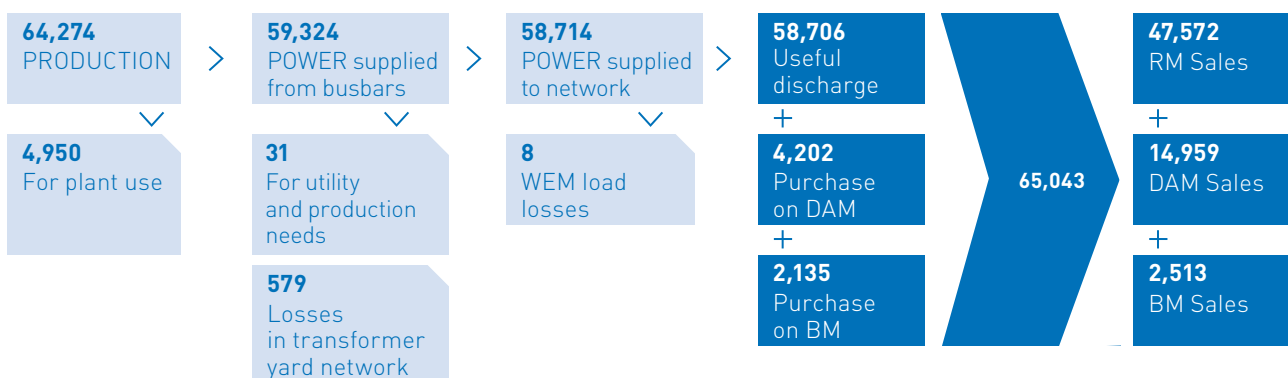 64,274
PRODUCTION
>
59,324
POWER supplied
from busbars
>
58,714
POWER supplied
to network
>
58,706
Useful
discharge
47,572
RM Sales
+
+
4,950
For plant use
31
For utility
and production
needs
8
WEM load
losses
4,202
Purchase
on DAM
65,043
14,959
DAM Sales
+
+
579
Losses
in transformer
yard network
2,135
Purchase
on BM
2,513
BM Sales